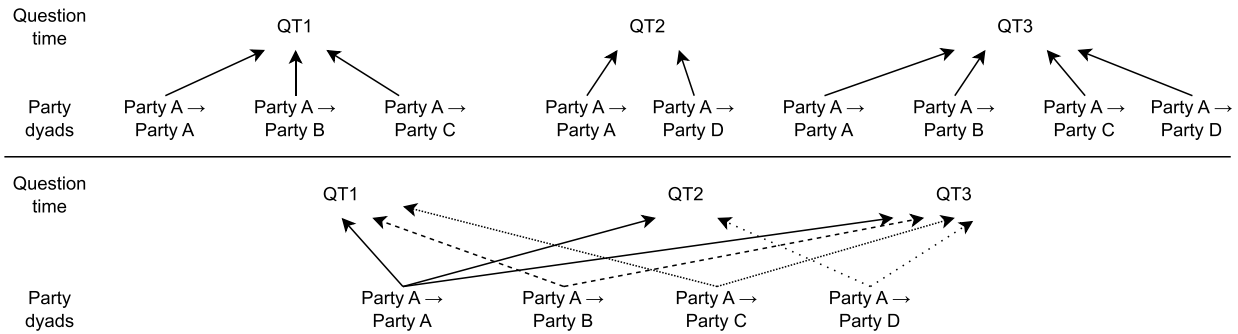 Question
time
QT1
QT2
QT3
Party
dyads
Party A →
Party A
Party A →
Party B
Party A →
Party C
Party A →
Party A
Party A →
Party D
Party A →
Party A
Party A →
Party B
Party A →
Party C
Party A →
Party D
Question
time
QT1
QT2
QT3
Party
dyads
Party A →
Party A
Party A →
Party B
Party A →
Party C
Party A →
Party D